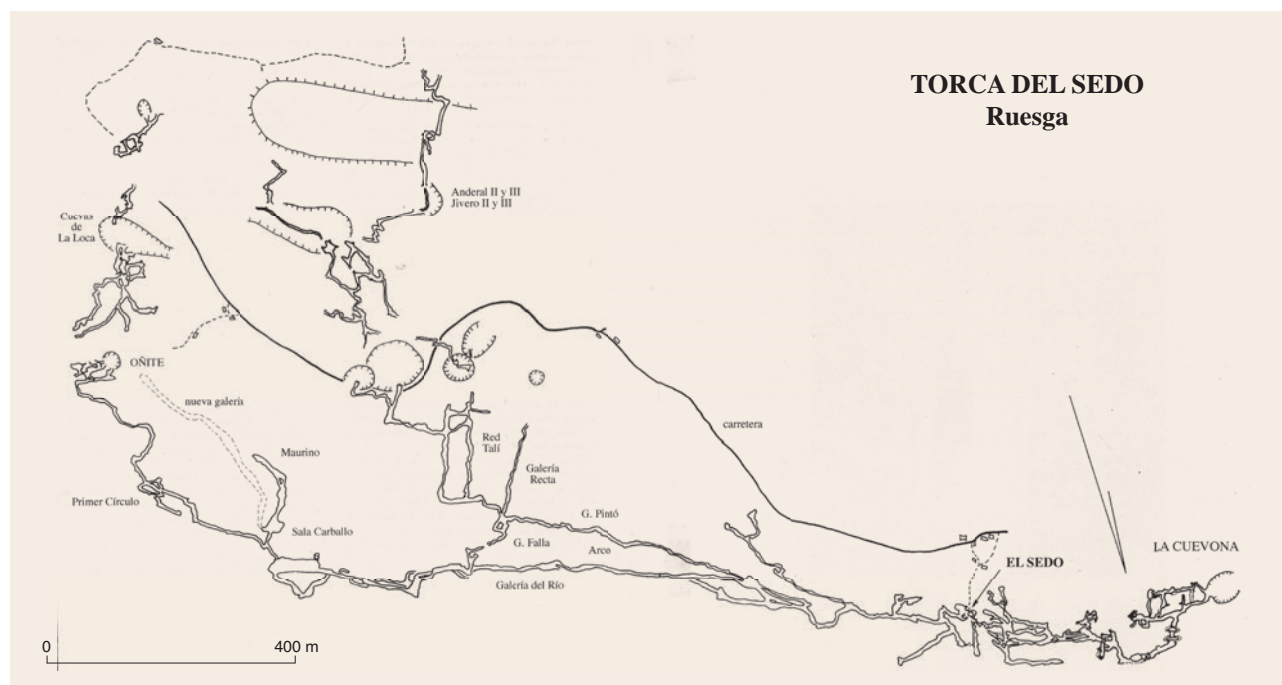 TORCA DEL SEDO
Ruesga
Anderal II y III
Jivero II y III
Cuevas
de
La Loca
OÑITE
nueva galería
carretera
Red
Talí
Maurino
Galería
Recta
Primer Círculo
G. Pintó
Sala Carballo
G. Falla
Arco
LA CUEVONA
EL SEDO
Galería del Río
0
400 m